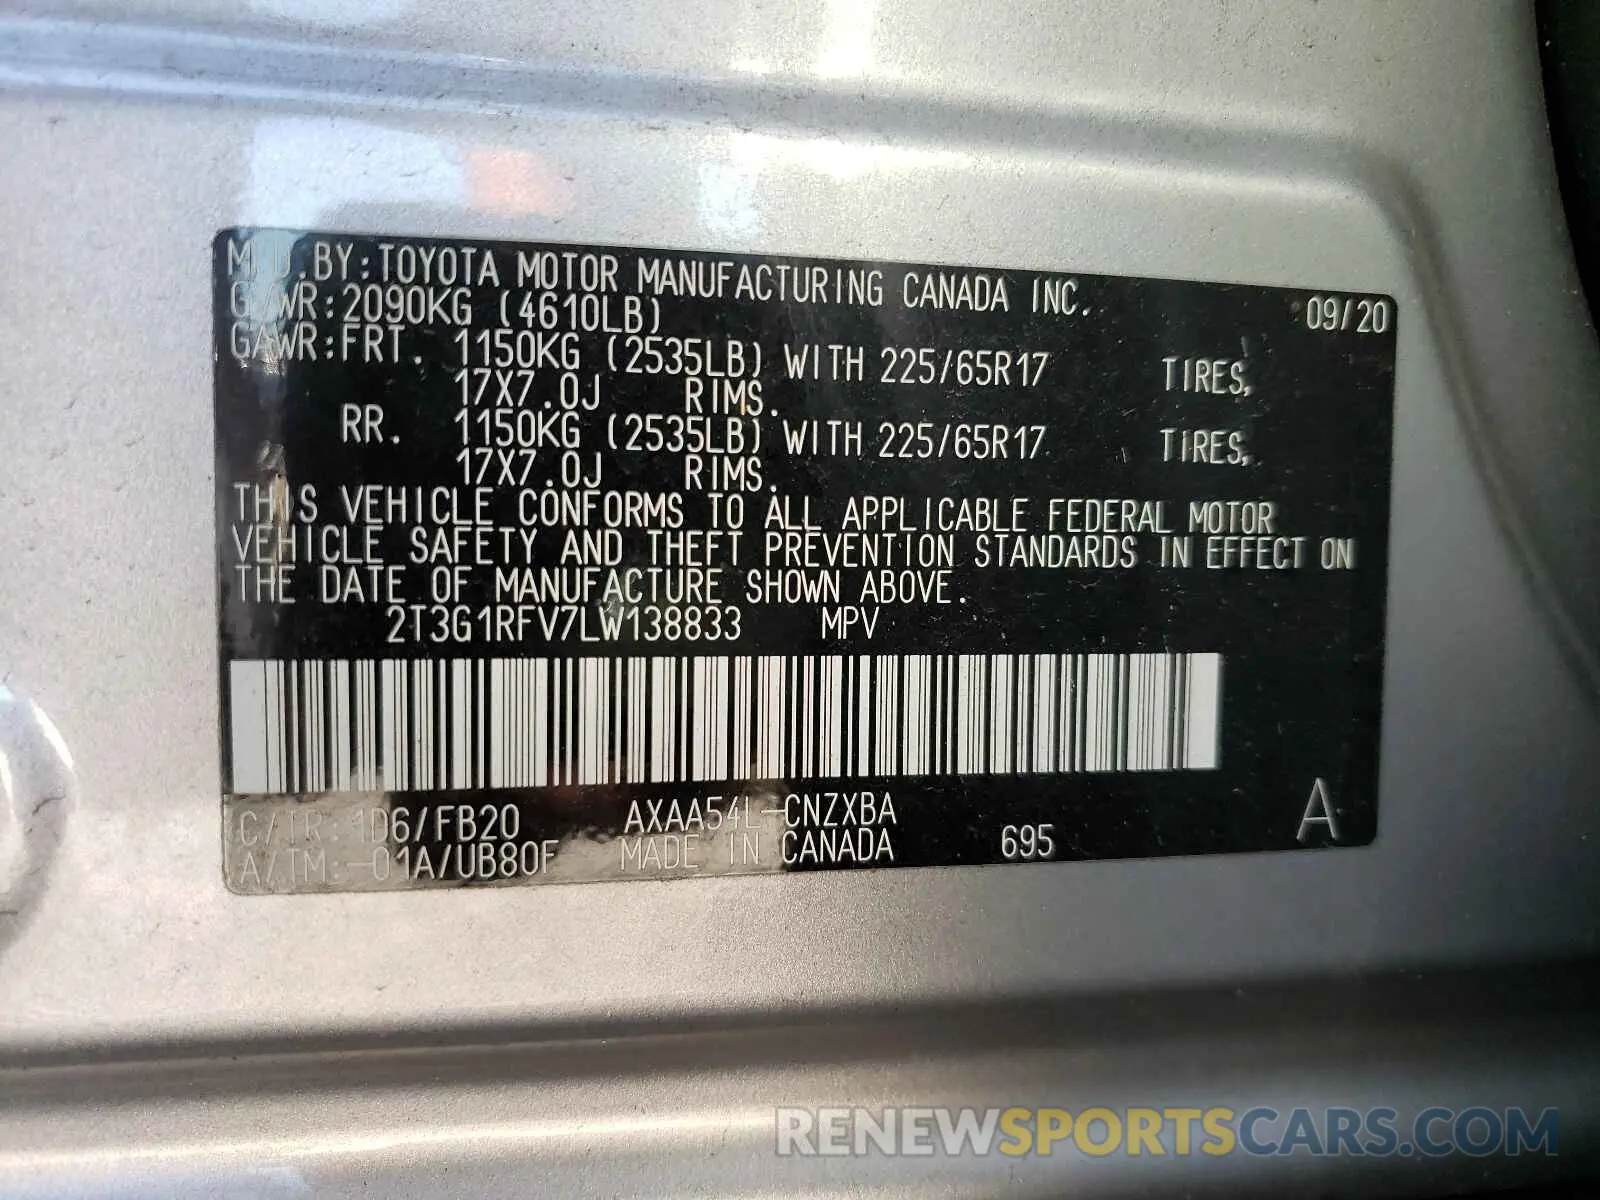 MFD.BY:TOYOTA MOTOR MANUFACTURING CANADA INC. 09/20
GVWR:2090KG (4610LB)
GAWR:FRT. 1150KG (2535LB) WITH 225/65R17 TIRES,
17X7.0J RIMS.
RR. 1150KG (2535LB) WITH 225/65R17 TIRES,
17X7.0J RIMS.
THIS VEHICLE CONFORMS TO ALL APPLICABLE FEDERAL MOTOR
VEHICLE SAFETY AND THEFT PREVENTION STANDARDS IN EFFECT ON
THE DATE OF MANUFACTURE SHOWN ABOVE.
2T3G1RFV7LW138833 MPV
C/TR:1D6/FB20 AXAA54L-CNZXBA A
A/TM:-01A/UB80F MADE IN CANADA 695
RENEWSPORTSCARS.COM